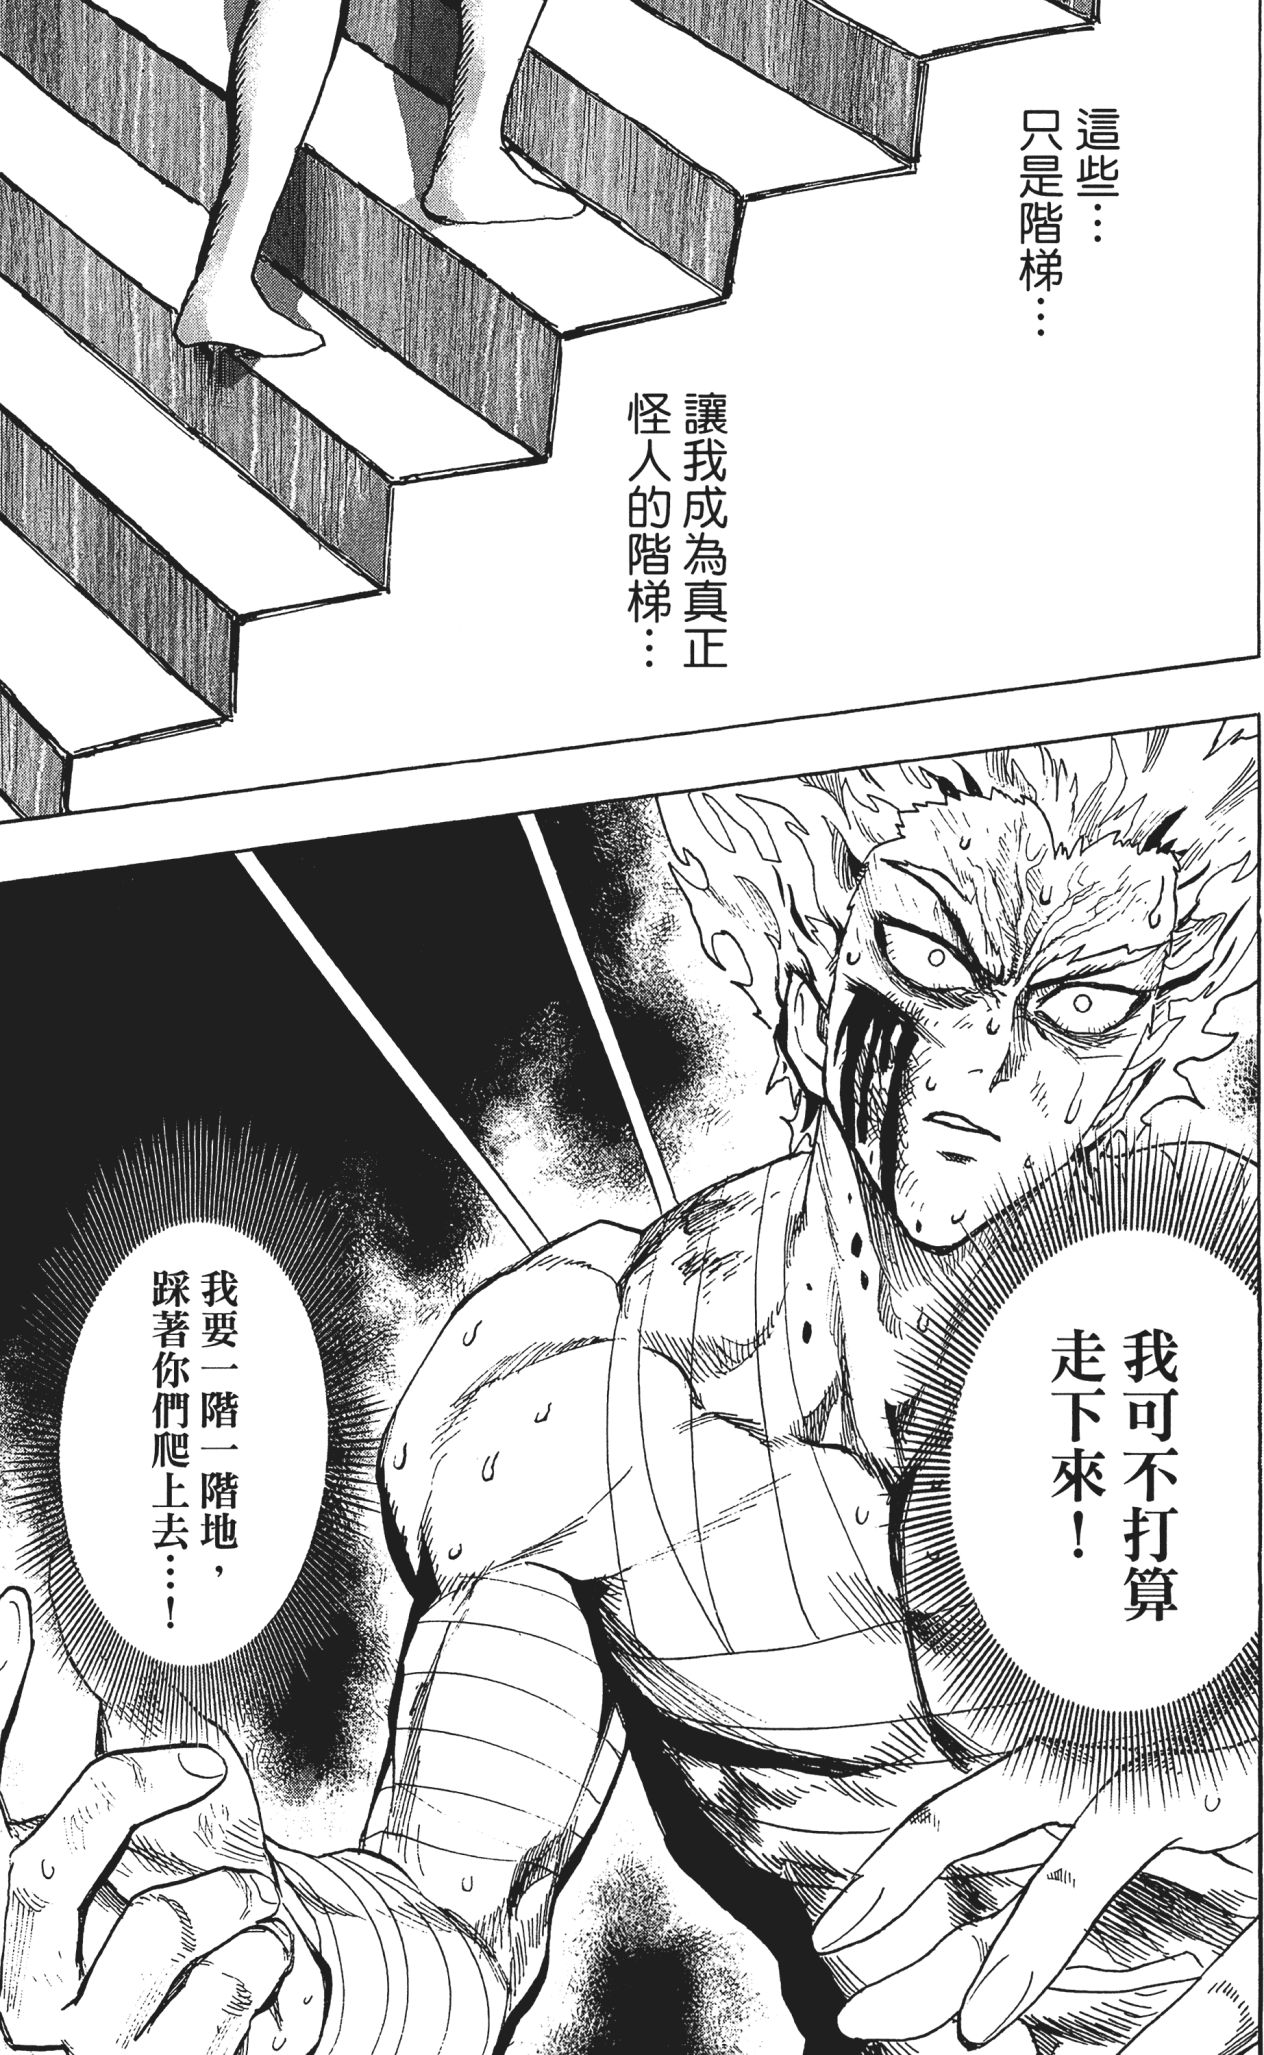 這些…
只是階梯…
讓我成為真正
怪人的階梯…
我可不打算
走下來！
我要一階一階地，
踩著你們爬上去…！